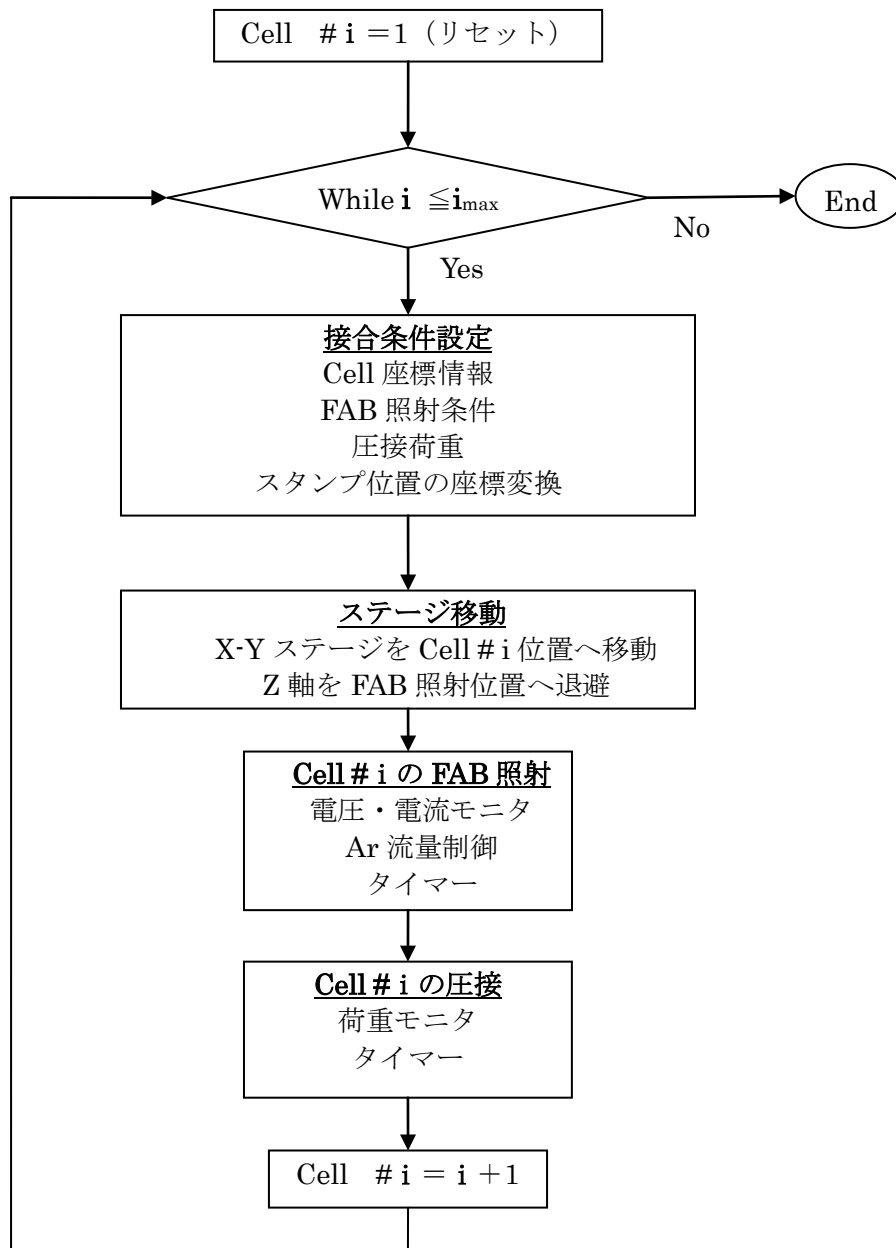 Cell #i=1(リセット)
While i ≦imax
End
No
Yes
接合条件設定
Cell 座標情報
FAB 照射条件
圧接荷重
スタンプ位置の座標変換
ステージ移動
X-Y ステージを Cell#i 位置へ移動
Z 軸を FAB 照射位置へ退避
Cell#i の FAB 照射
電圧・電流モニタ
Ar 流量制御
タイマー
Cell#i の圧接
荷重モニタ
タイマー
Cell #i=i+1